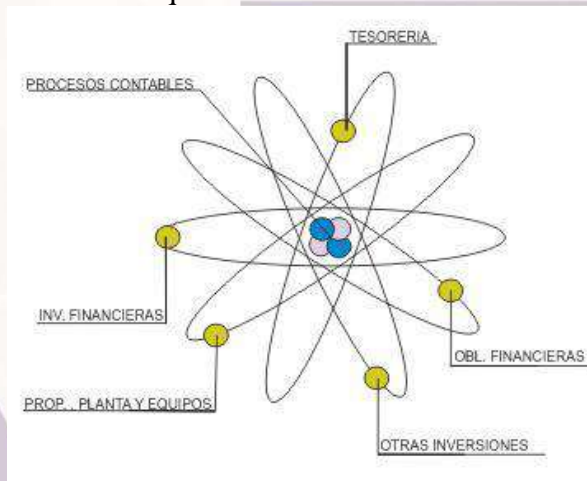 TESORERIA
PROCESOS CONTABLES
INV. FINANCIERAS
OBL. FINANCIERAS
PROP. . PLANTA Y EQUIPOS
OTRAS INVERSIONES